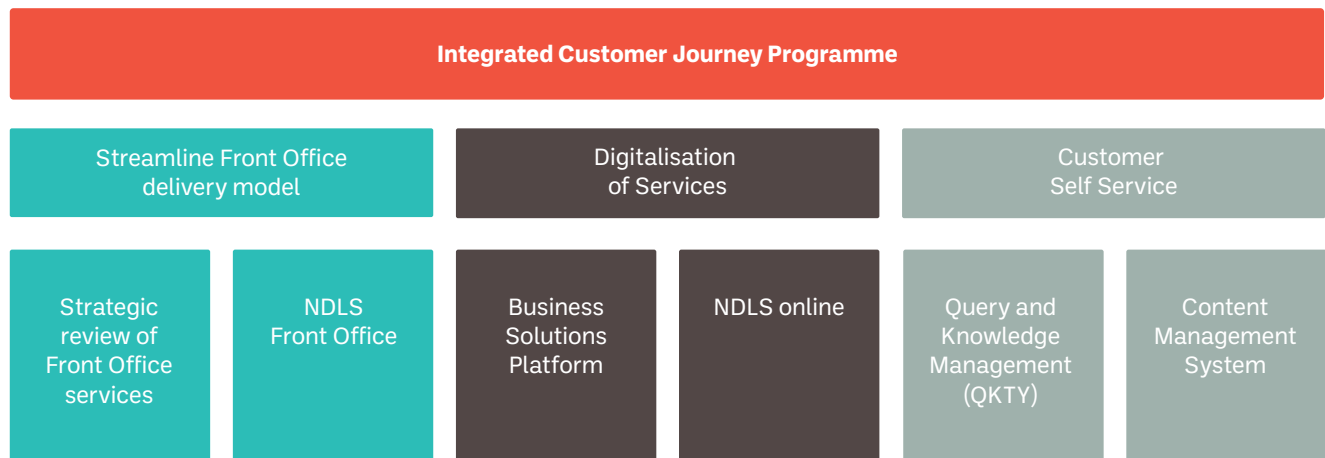 Integrated Customer Journey Programme
Streamline Front Office
delivery model
Digitalisation
of Services
Customer
Self Service
Strategic
review of
Front Office
services
NDLS
Front Office
Business
Solutions
Platform
NDLS online
Query and
Knowledge
Management
(QKTY)
Content
Management
System